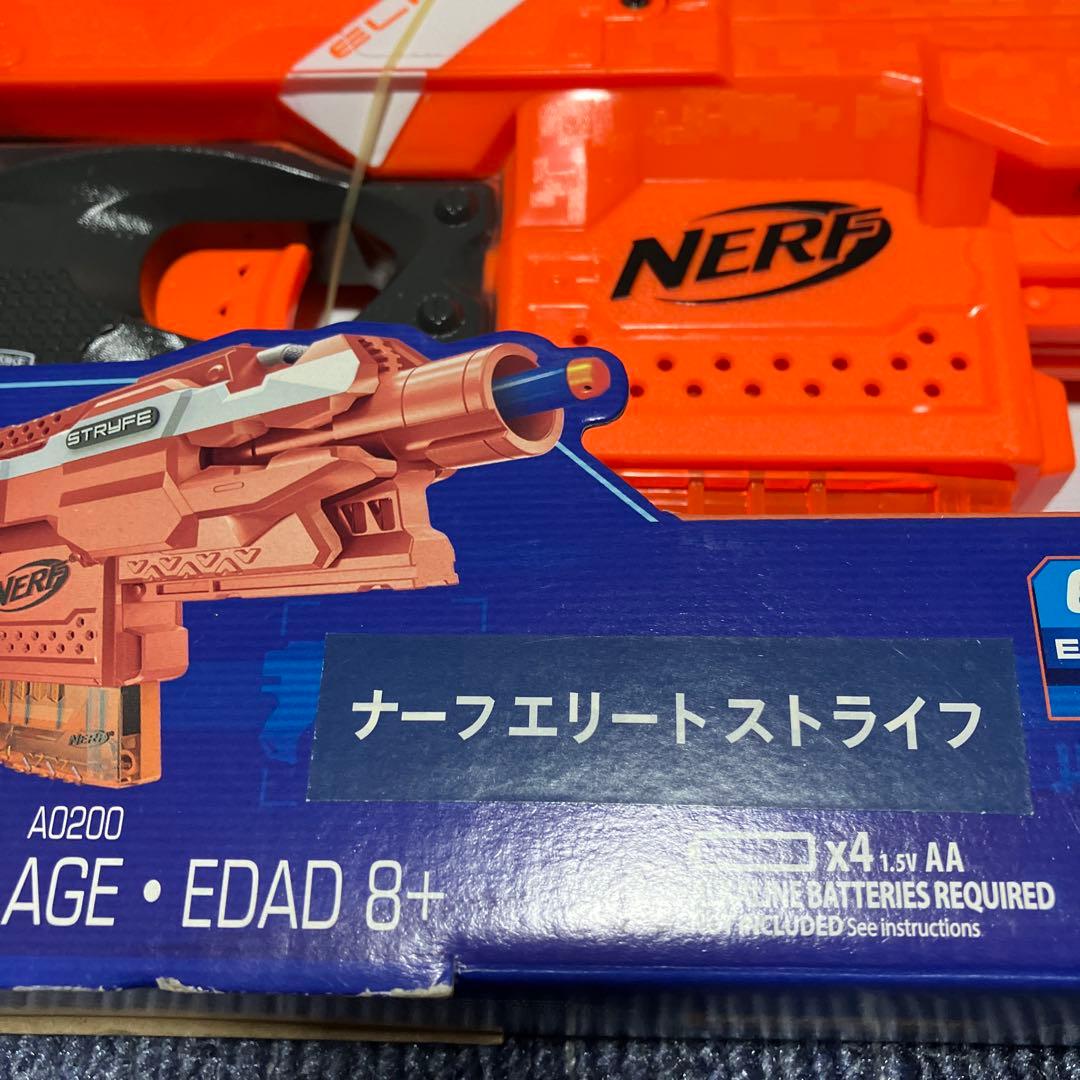 NERF
STRYFE
NERF
NERF
ナーフ エリート ストライフ
A0200
AGE • EDAD 8+
x4 1.5V AA
BATTERIES REQUIRED
INCLUDED See instructions